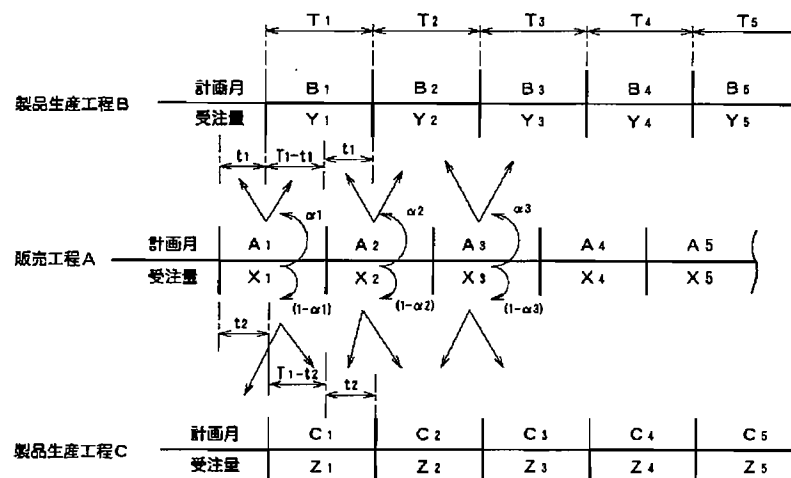 T1 T2 T3 T4 T5
計画月 B1 B2 B3 B4 B5
製品生産工程B
受注量 Y1 Y2 Y3 Y4 Y5
t1 T1-t1 t1
α1 α2 α3
計画月 A1 A2 A3 A4 A5
販売工程A
受注量 X1 X2 X3 X4 X5
(1-α1) (1-α2) (1-α3)
t2
T1-t2
t2
計画月 C1 C2 C3 C4 C5
製品生産工程C
受注量 Z1 Z2 Z3 Z4 Z5